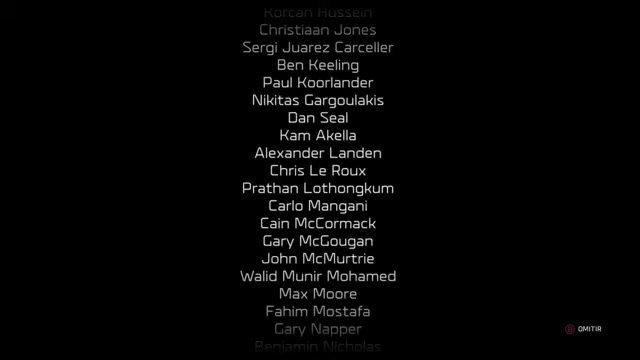 Korcan Hussein
Christiaan Jones
Sergi Juarez Carceller
Ben Keeling
Paul Koorlander
Nikitas Gargoulakis
Dan Seal
Kam Akella
Alexander Landen
Chris Le Roux
Prathan Lothongkum
Carlo Mangani
Cain McCormack
Gary McGougan
John McMurtrie
Walid Munir Mohamed
Max Moore
Fahim Mostafa
Gary Napper
Benjamin Nicholas
B OMITIR